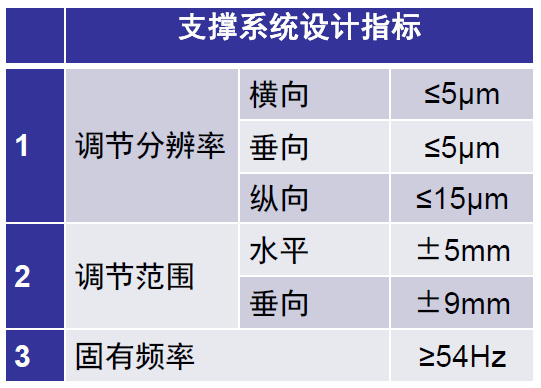 支撑系统设计指标
1 调节分辨率 横向 ≤5μm
垂向 ≤5μm
纵向 ≤15μm
2 调节范围 水平 ±5mm
垂向 ±9mm
3 固有频率 ≥54Hz